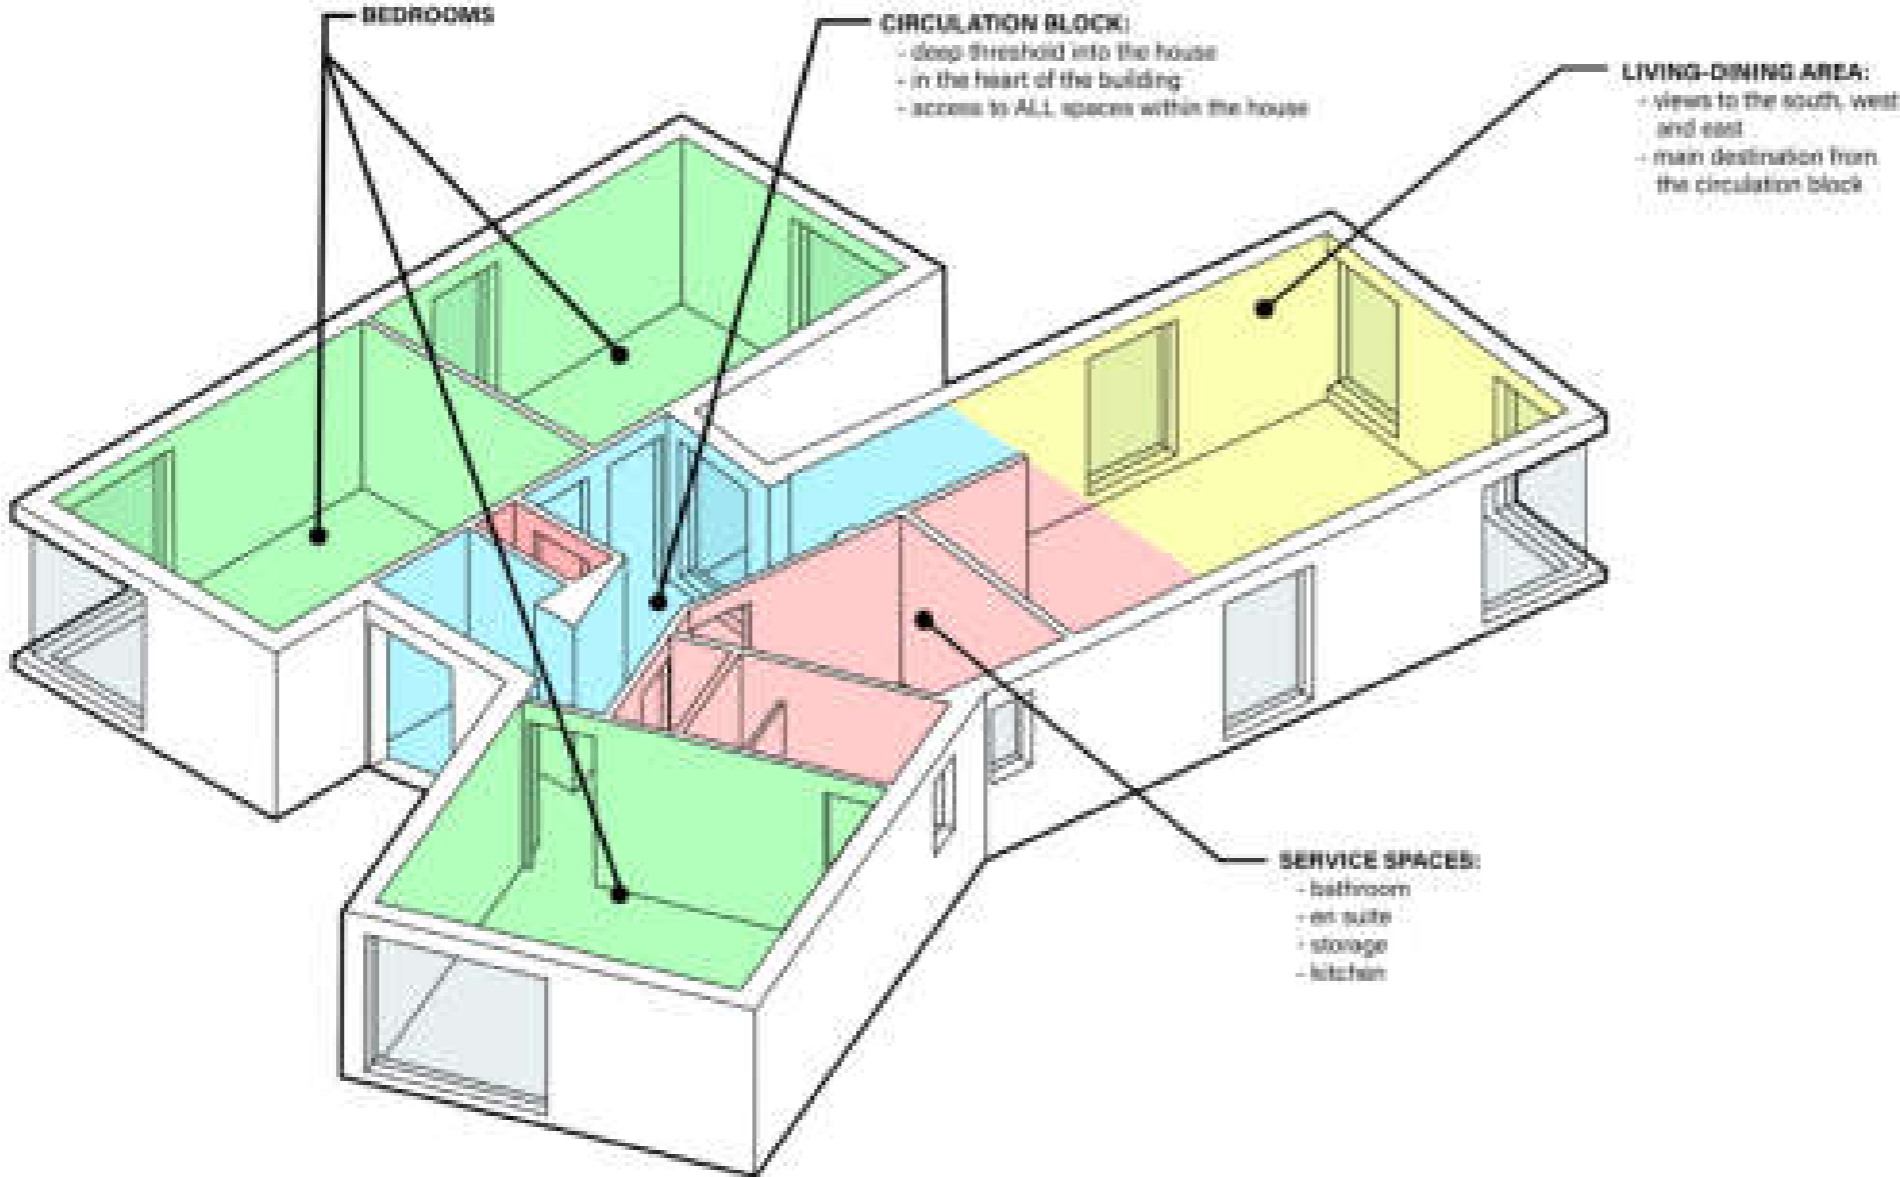 BEDROOMS
CIRCULATION BLOCK:
- deep threshold into the house
- in the heart of the building
- access to ALL spaces within the house
LIVING-DINING AREA:
- views to the south, west
and east
- main destination from
the circulation block
SERVICE SPACES:
- bathroom
- en suite
- storage
- kitchen